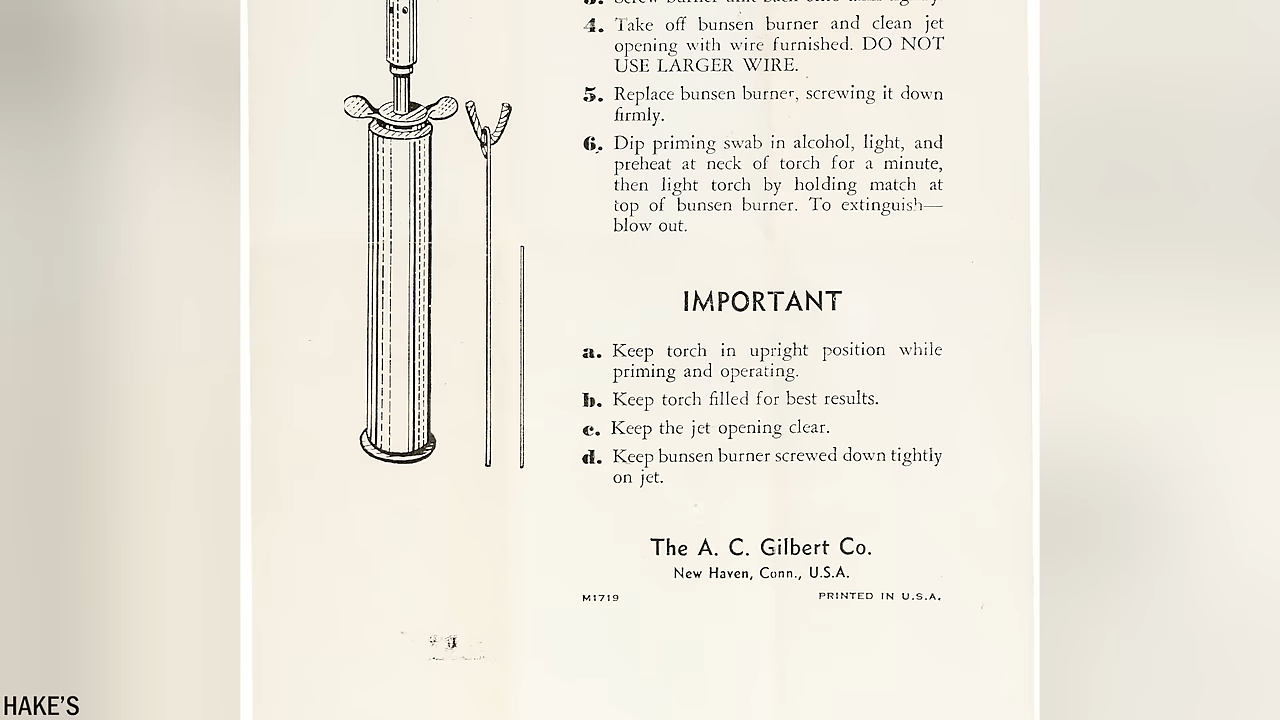 4. Take off bunsen burner and clean jet
opening with wire furnished. DO NOT
USE LARGER WIRE.
5. Replace bunsen burner, screwing it down
firmly.
6. Dip priming swab in alcohol, light, and
preheat at neck of torch for a minute,
then light torch by holding match at
top of bunsen burner. To extinguish—
blow out.
IMPORTANT
a. Keep torch in upright position while
priming and operating.
b. Keep torch filled for best results.
c. Keep the jet opening clear.
d. Keep bunsen burner screwed down tightly
on jet.
The A. C. Gilbert Co.
New Haven, Conn., U.S.A.
M1719 PRINTED IN U.S.A.
HAKE'S